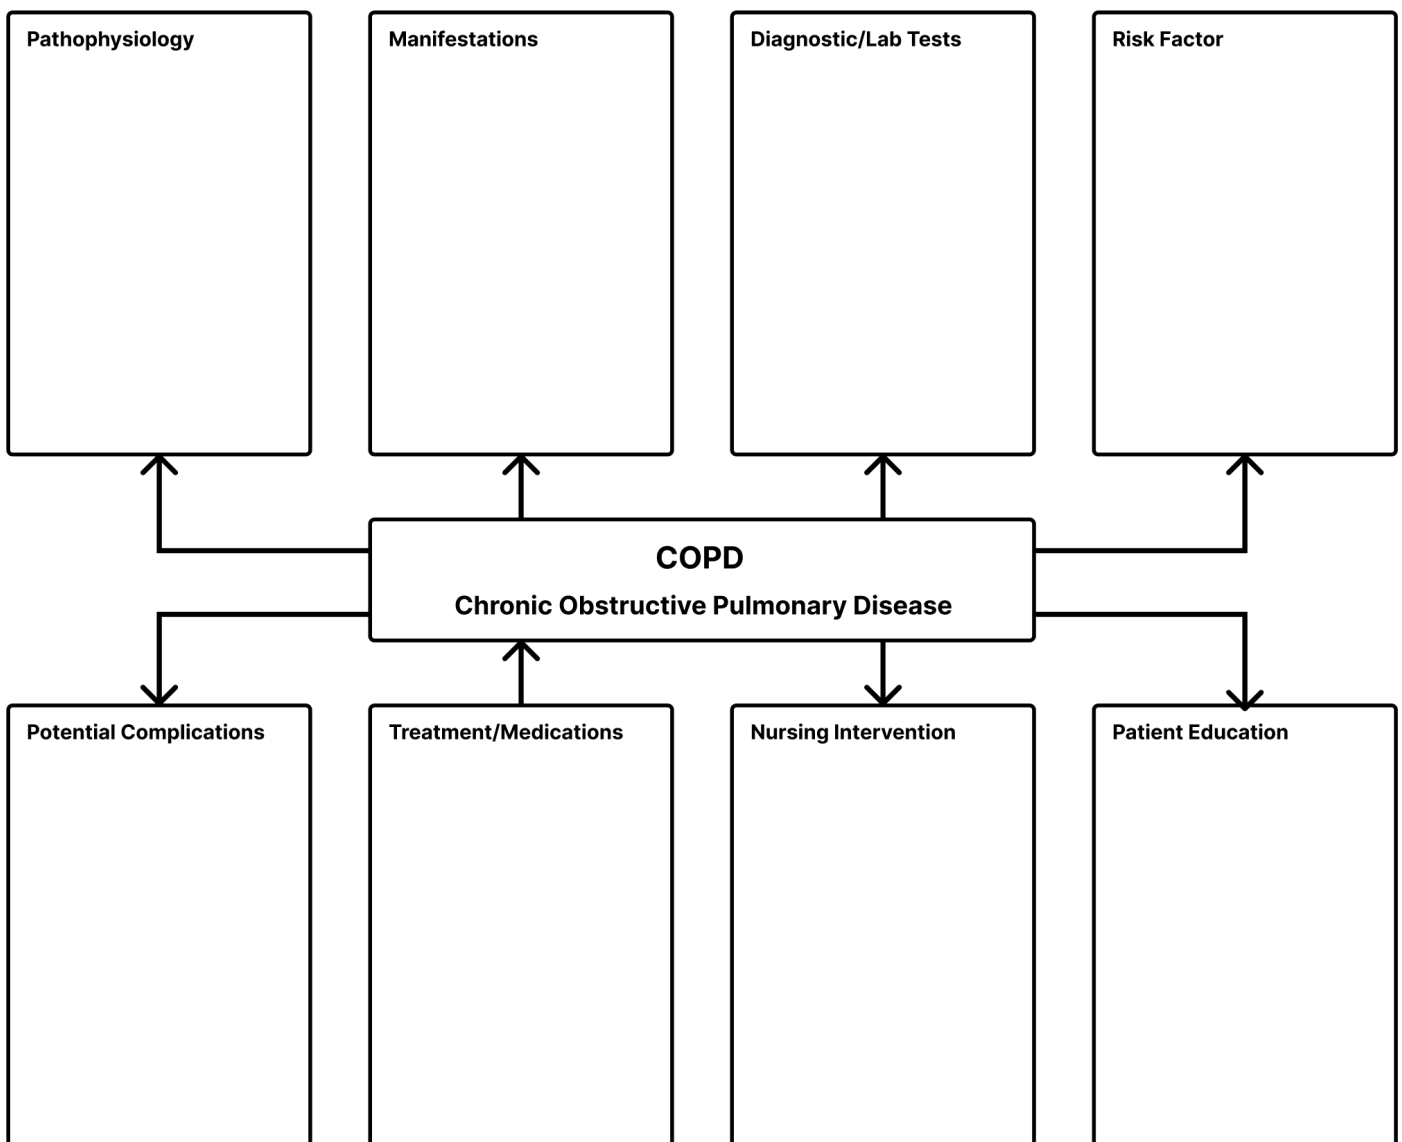 Pathophysiology
Manifestations
Diagnostic/Lab Tests
Risk Factor
COPD
Chronic Obstructive Pulmonary Disease
Potential Complications
Treatment/Medications
Nursing Intervention
Patient Education